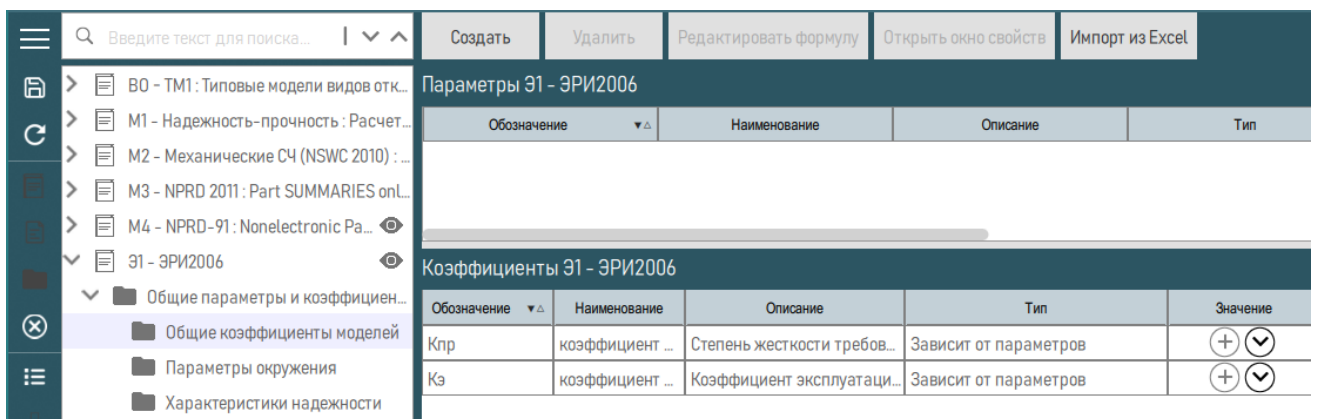 Введите текст для поиска...
Создать
Удалить
Редактировать формулу
Открыть окно свойств
Импорт из Excel
ВО - ТМ1 : Типовые модели видов отк...
М1 - Надежность-прочность : Расчет...
М2 - Механические СЧ (NSWC 2010) : ...
М3 - NPRD 2011 : Part SUMMARIES onl...
М4 - NPRD-91 : Nonelectronic Pa...
Э1 - ЭРИ2006
Общие параметры и коэффициен...
Общие коэффициенты моделей
Параметры окружения
Характеристики надежности
Параметры Э1 - ЭРИ2006
Обозначение Наименование Описание Тип
Коэффициенты Э1 - ЭРИ2006
Обозначение Наименование Описание Тип Значение
Кпр коэффициент ... Степень жесткости требов... Зависит от параметров
Кэ коэффициент ... Коэффициент эксплуатаци... Зависит от параметров